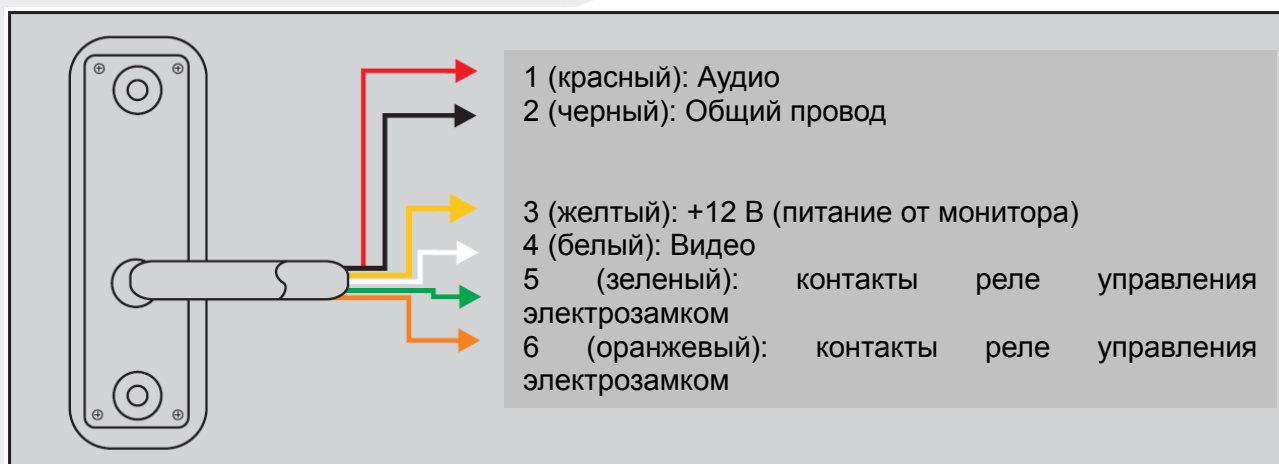 1 (красный): Аудио
2 (черный): Общий провод
3 (желтый): +12 В (питание от монитора)
4 (белый): Видео
5 (зеленый): контакты реле управления
электрозамком
6 (оранжевый): контакты реле управления
электрозамком